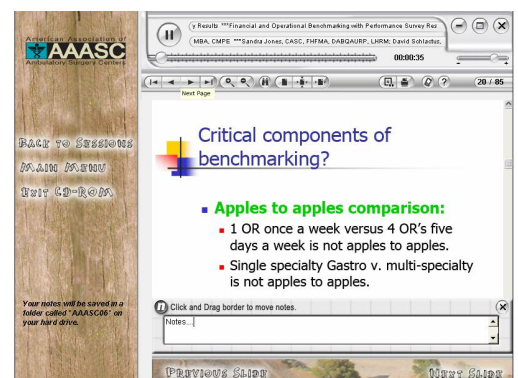 American Association of
AAASC
Ambulatory Surgery Centers
y Results ***Financial and Operational Benchmarking with Performance Survey Res
(MBA, CMPE ***Sandra Jones, CASC, FHFMA, DABQAURP, LHRM; David Schlactus,
00:00:35
20 / 85
Next Page
Back to Sessions
Main Menu
Exit CD-ROM
Critical components of
benchmarking?
Apples to apples comparison:
1 OR once a week versus 4 OR's five
days a week is not apples to apples.
Single specialty Gastro v. multi-specialty
is not apples to apples.
Your notes will be saved in a
folder called "AAASC06" on
your hard drive.
Click and Drag border to move notes.
Notes...
Previous Slide
Next Slide